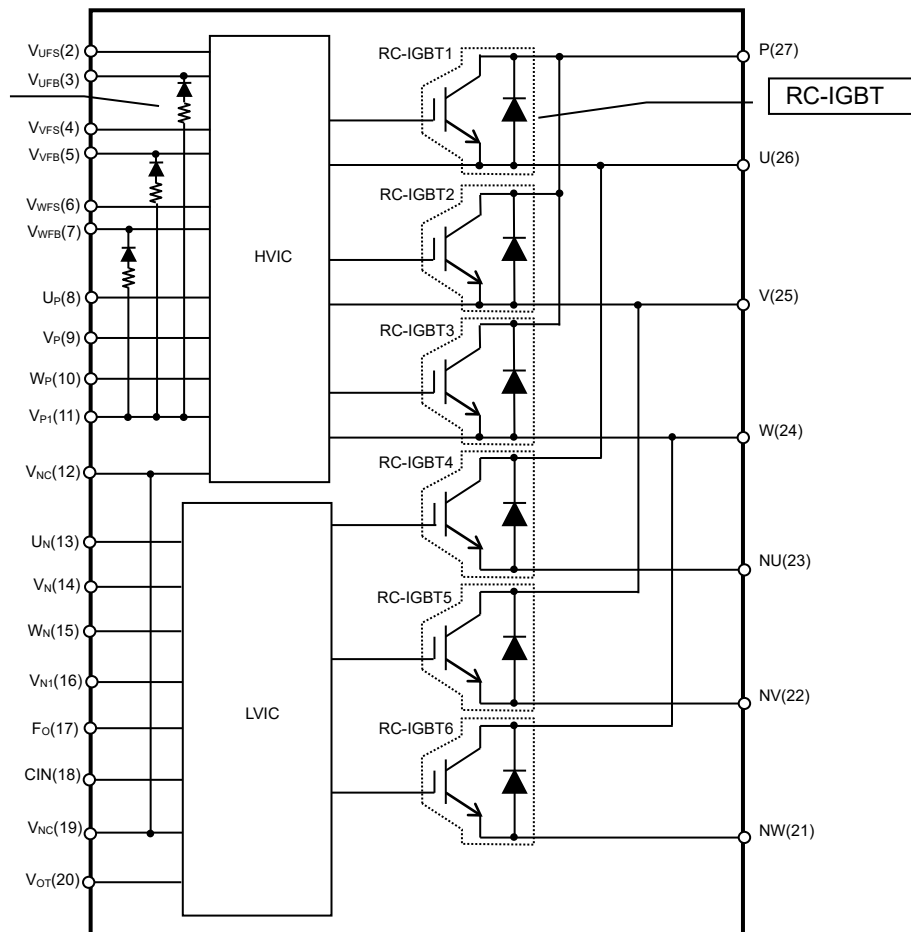 VUFS(2)
VUFB(3)
VVFS(4)
VVFB(5)
VWFS(6)
VWFB(7)
UP(8)
VP(9)
WP(10)
VP1(11)
VNC(12)
UN(13)
VN(14)
WN(15)
VN1(16)
FO(17)
CIN(18)
VNC(19)
VOT(20)
HVIC
LVIC
RC-IGBT1
RC-IGBT2
RC-IGBT3
RC-IGBT4
RC-IGBT5
RC-IGBT6
P(27)
RC-IGBT
U(26)
V(25)
W(24)
NU(23)
NV(22)
NW(21)